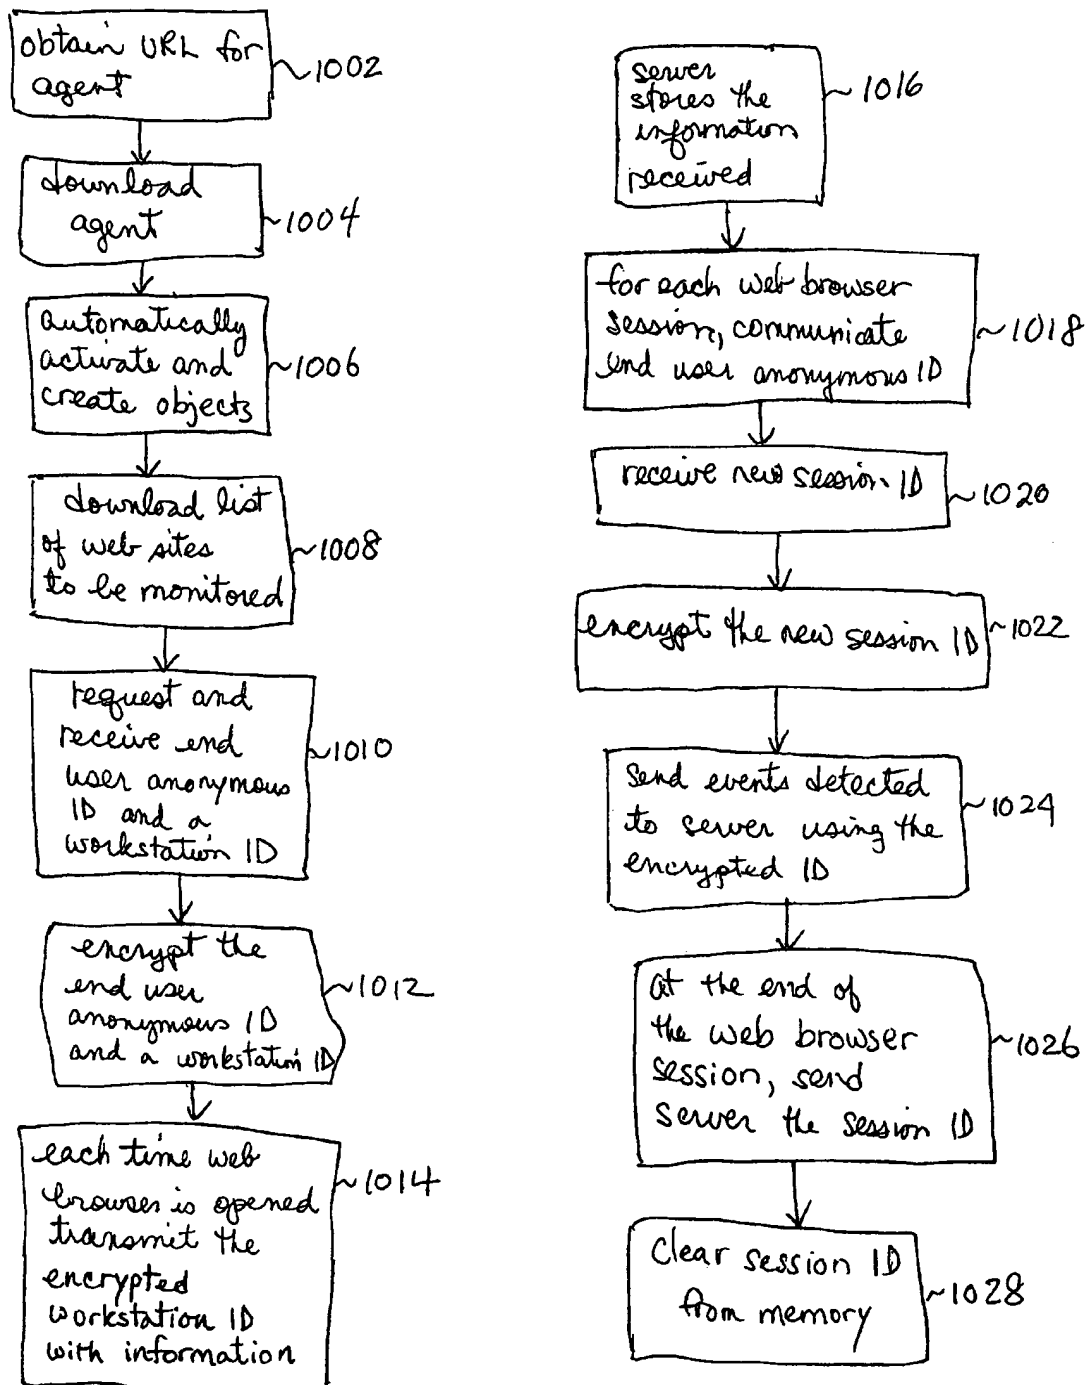 obtain URL for
agent
1002
download
agent
1004
automatically
activate and
create objects
1006
download list
of web sites
to be monitored
1008
request and
receive end
user anonymous
ID and a
workstation ID
1010
encrypt the
end user
anonymous ID
and a workstation ID
1012
each time web
browser is opened
transmit the
encrypted
workstation ID
with information
1014
server
stores the
information
received
1016
for each web browser
session, communicate
end user anonymous ID
1018
receive new session ID
1020
encrypt the new session ID
1022
send events detected
to server using the
encrypted ID
1024
at the end of
the web browser
session, send
server the session ID
1026
Clear session ID
from memory
1028